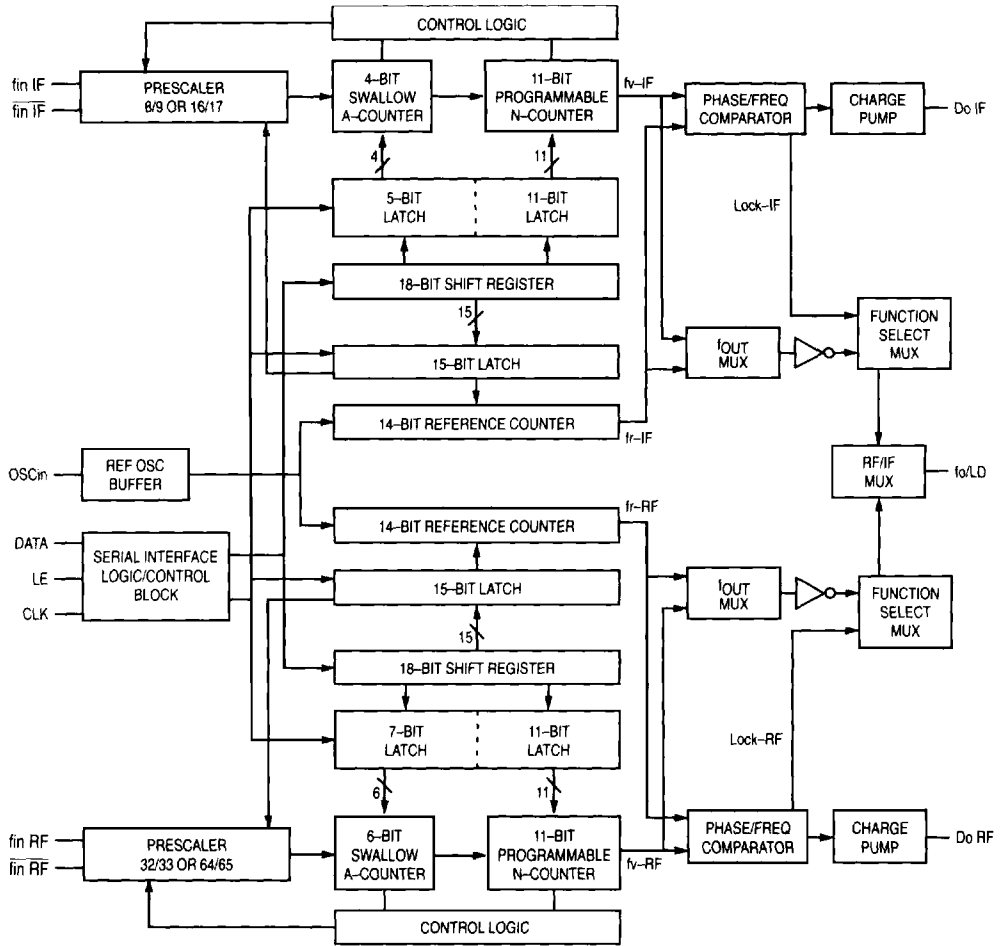 CONTROL LOGIC
fin IF
fin IF
PRESCALER
8/9 OR 16/17
4–BIT
SWALLOW
A–COUNTER
11–BIT
PROGRAMMABLE
N–COUNTER
fv–IF
PHASE/FREQ
COMPARATOR
CHARGE
PUMP
Do IF
4
11
5–BIT
LATCH
11–BIT
LATCH
Lock–IF
18–BIT SHIFT REGISTER
15
15–BIT LATCH
fOUT
MUX
FUNCTION
SELECT
MUX
14–BIT REFERENCE COUNTER
fr–IF
OSCin
REF OSC
BUFFER
RF/IF
MUX
fo/LD
fr–RF
14–BIT REFERENCE COUNTER
DATA
LE
CLK
SERIAL INTERFACE
LOGIC/CONTROL
BLOCK
15–BIT LATCH
fOUT
MUX
FUNCTION
SELECT
MUX
15
18–BIT SHIFT REGISTER
7–BIT
LATCH
11–BIT
LATCH
Lock–RF
6
11
fin RF
fin RF
PRESCALER
32/33 OR 64/65
6–BIT
SWALLOW
A–COUNTER
11–BIT
PROGRAMMABLE
N–COUNTER
fv–RF
PHASE/FREQ
COMPARATOR
CHARGE
PUMP
Do RF
CONTROL LOGIC